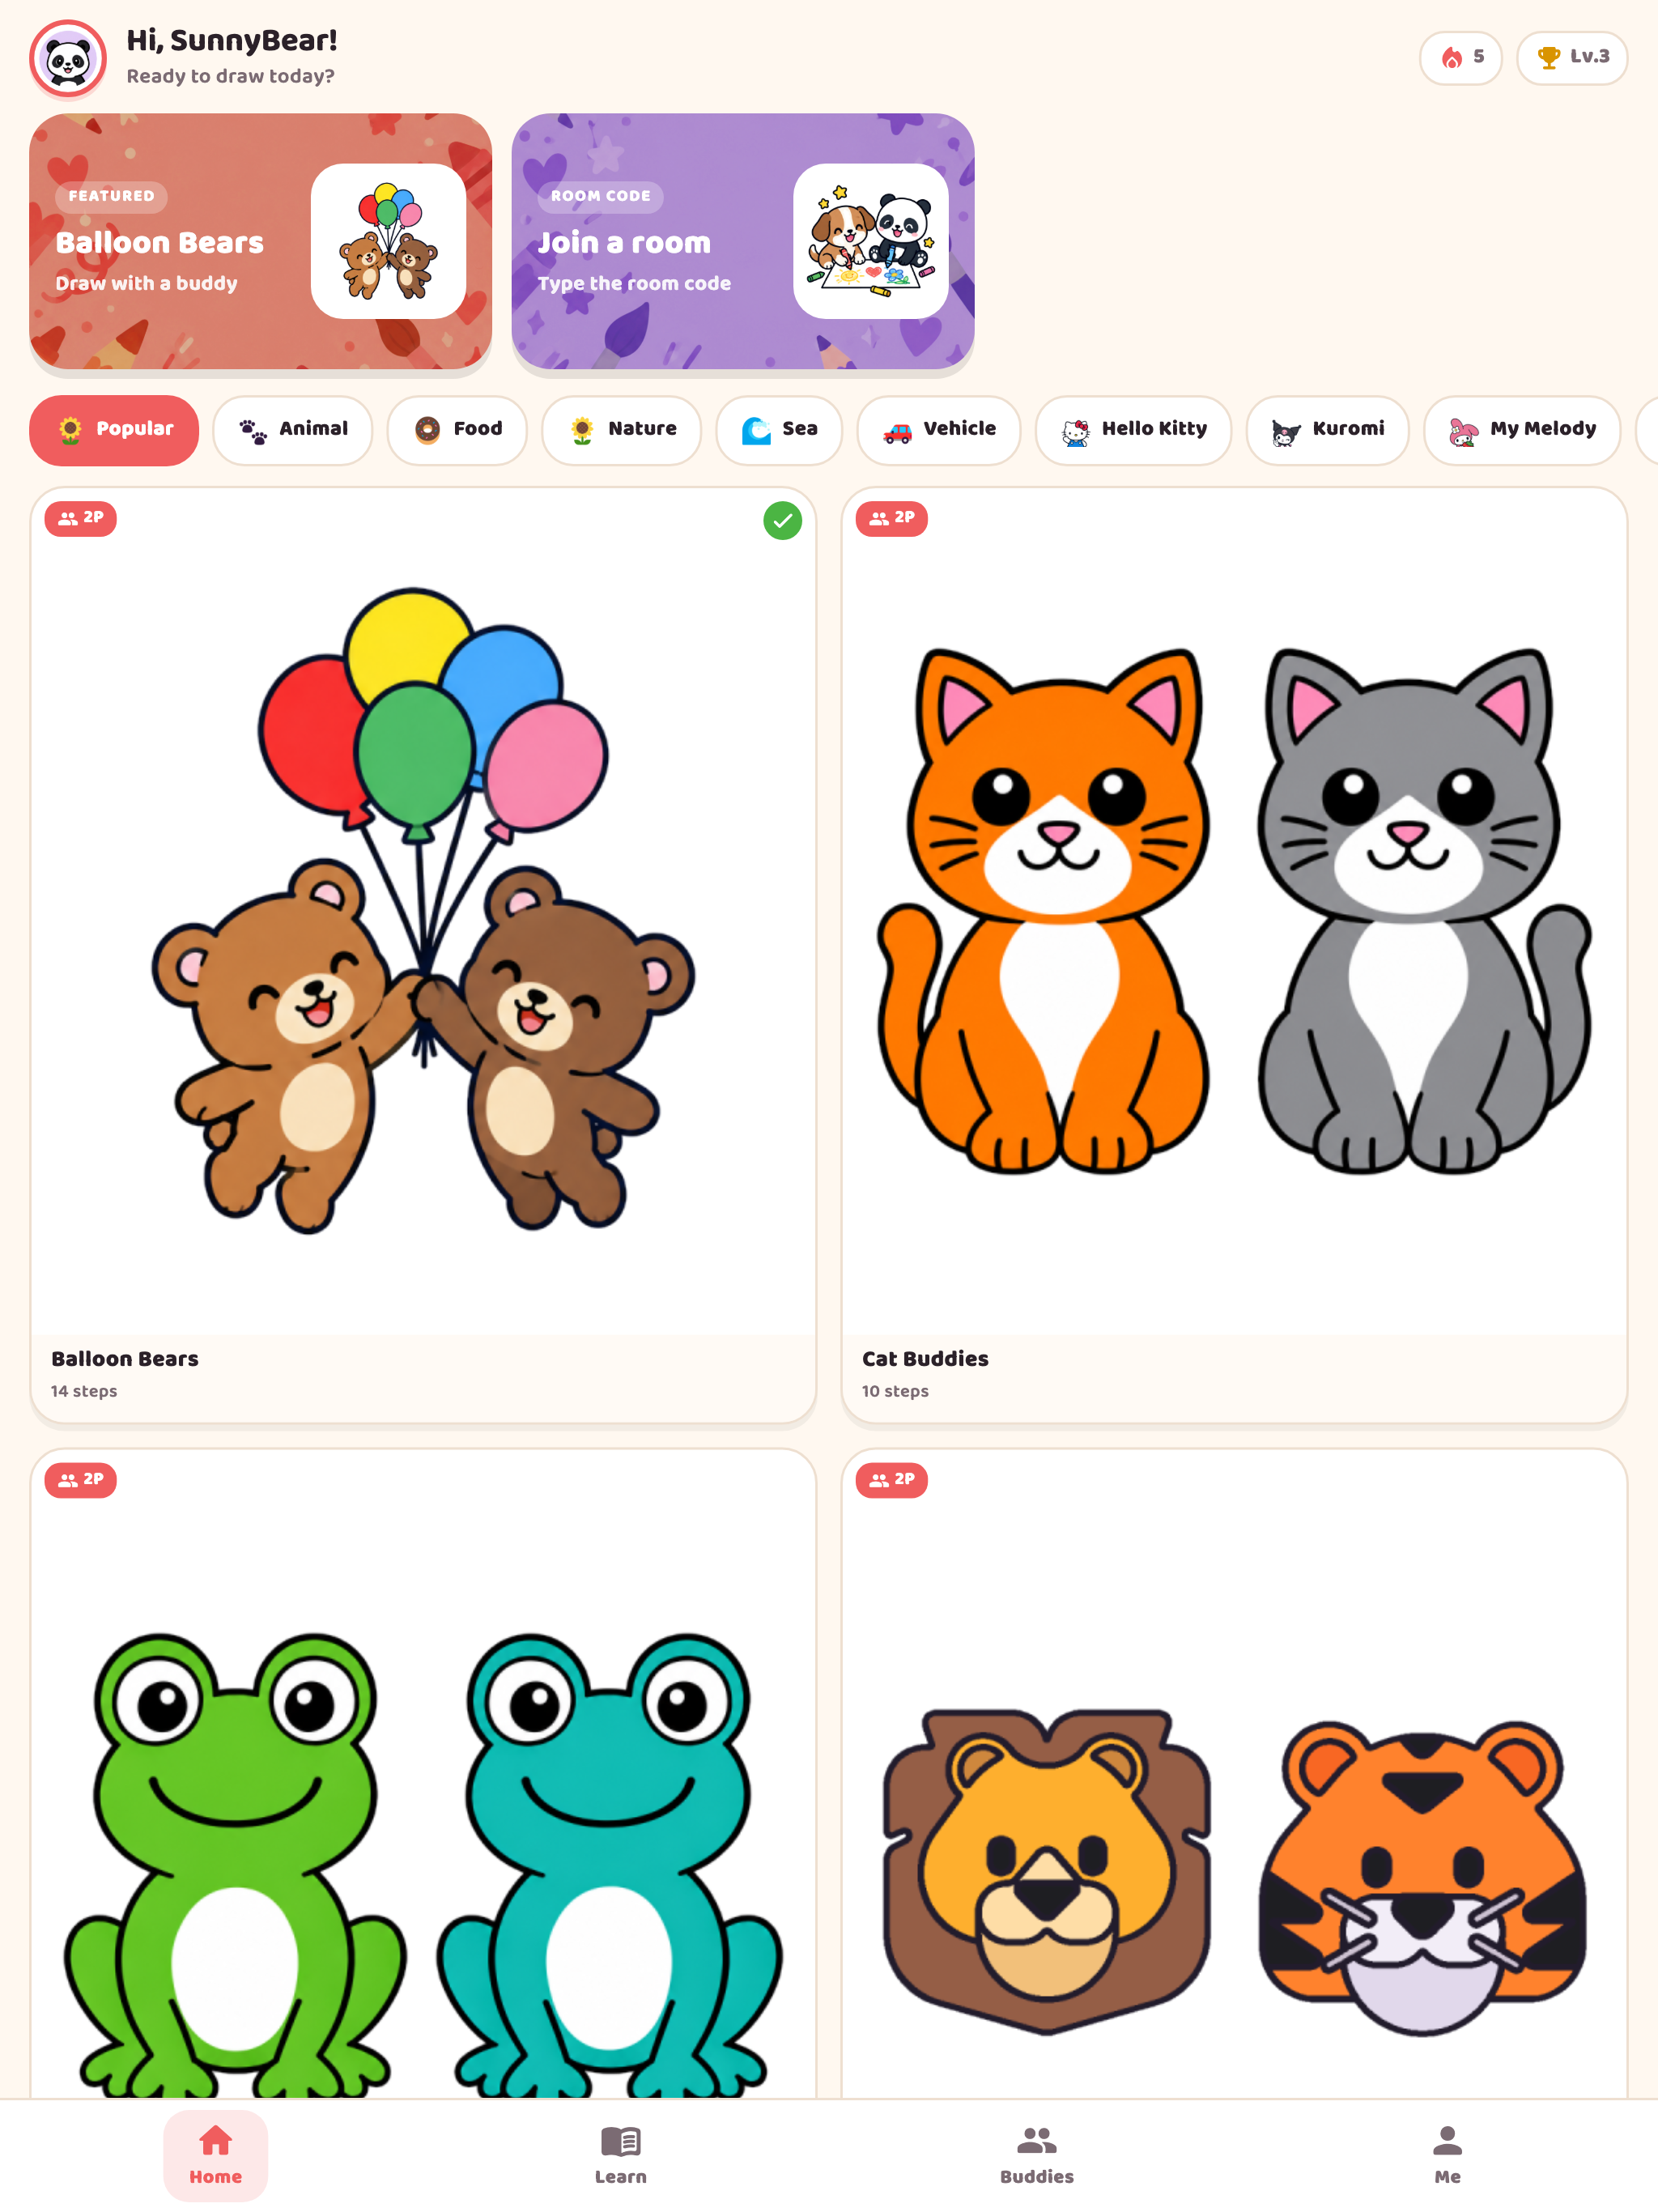 Hi, SunnyBear!
Ready to draw today?
5
Lv.3
FEATURED
Balloon Bears
Draw with a buddy
ROOM CODE
Join a room
Type the room code
Popular
Animal
Food
Nature
Sea
Vehicle
Hello Kitty
Kuromi
My Melody
2P
2P
Balloon Bears
14 steps
Cat Buddies
10 steps
2P
2P
Home
Learn
Buddies
Me